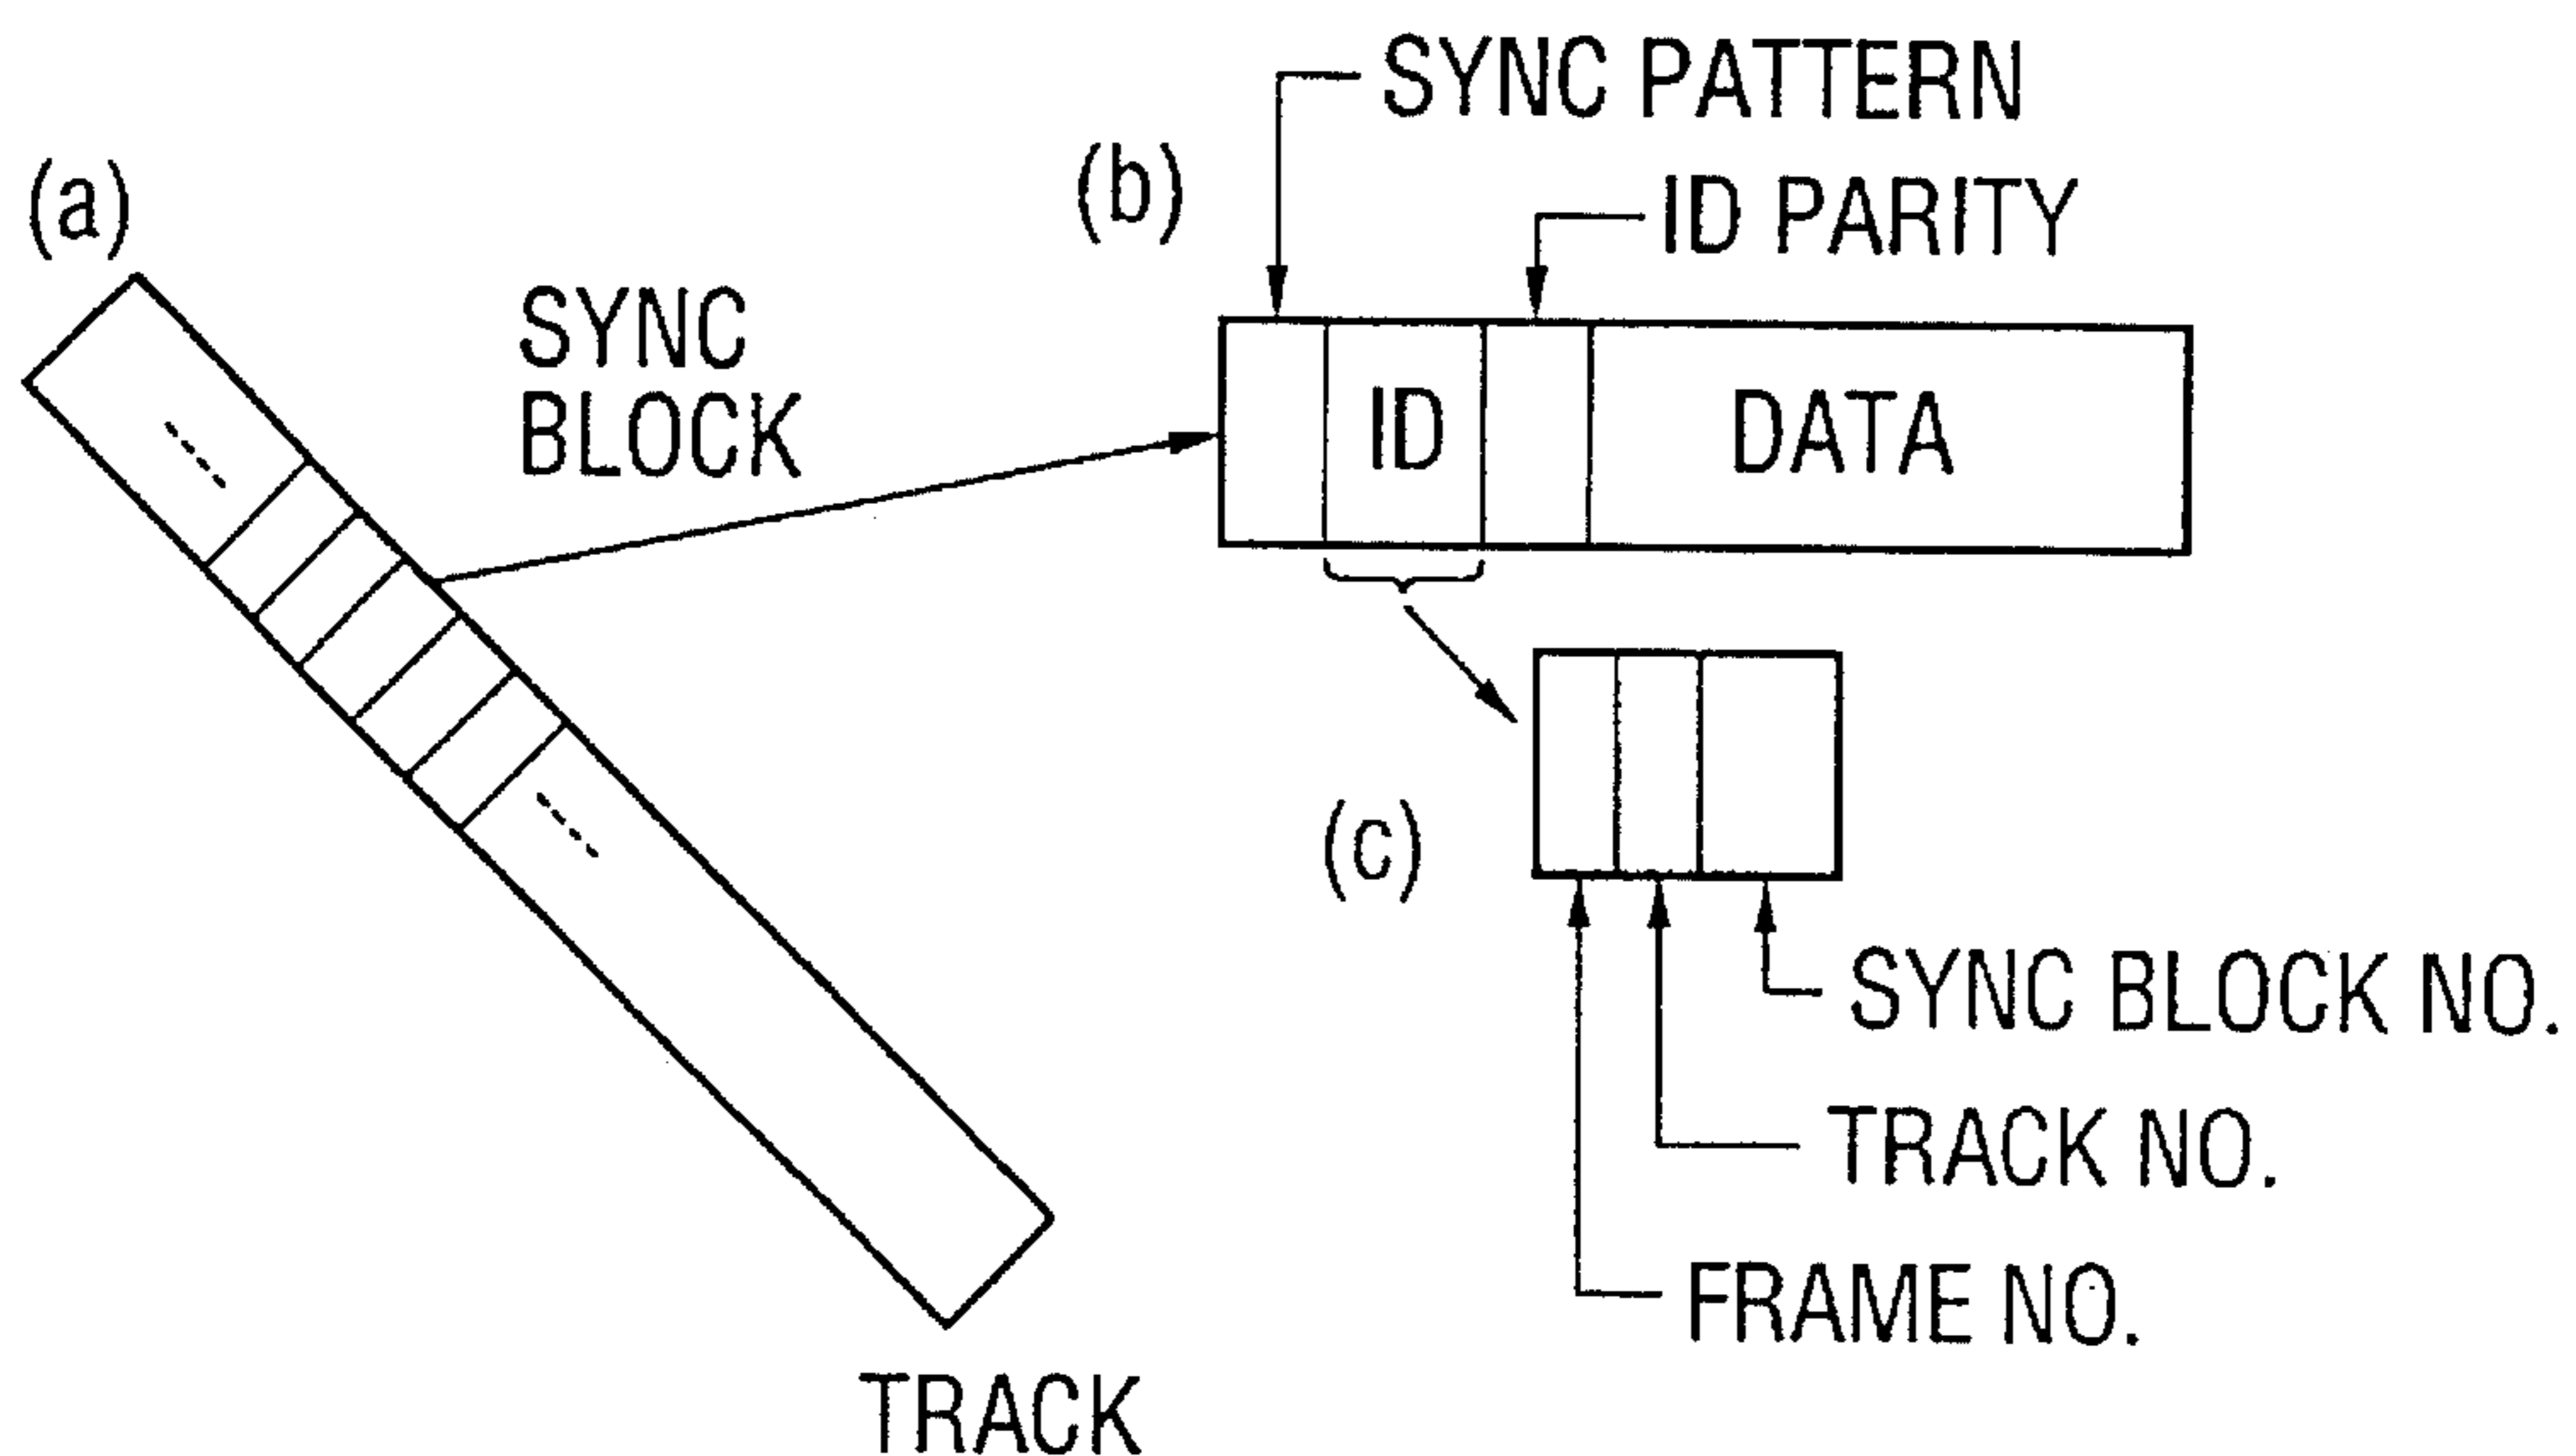 (a)
SYNC
BLOCK
TRACK
(b)
SYNC PATTERN
ID PARITY
ID
DATA
(c)
SYNC BLOCK NO.
TRACK NO.
FRAME NO.